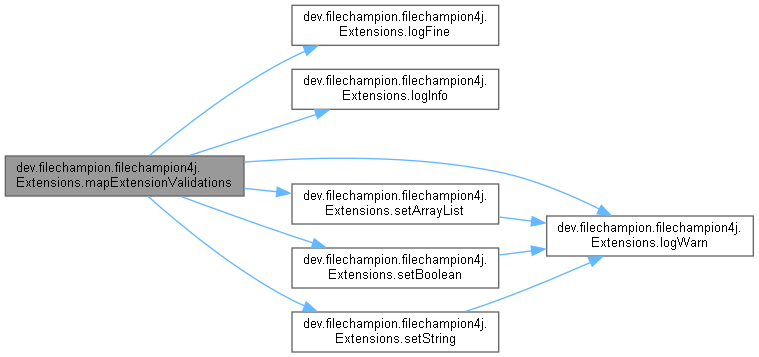 dev.filechampion.filechampion4j.
Extensions.logFine
dev.filechampion.filechampion4j.
Extensions.logInfo
dev.filechampion.filechampion4j.
Extensions.mapExtensionValidations
dev.filechampion.filechampion4j.
Extensions.setArrayList
dev.filechampion.filechampion4j.
Extensions.logWarn
dev.filechampion.filechampion4j.
Extensions.setBoolean
dev.filechampion.filechampion4j.
Extensions.setString